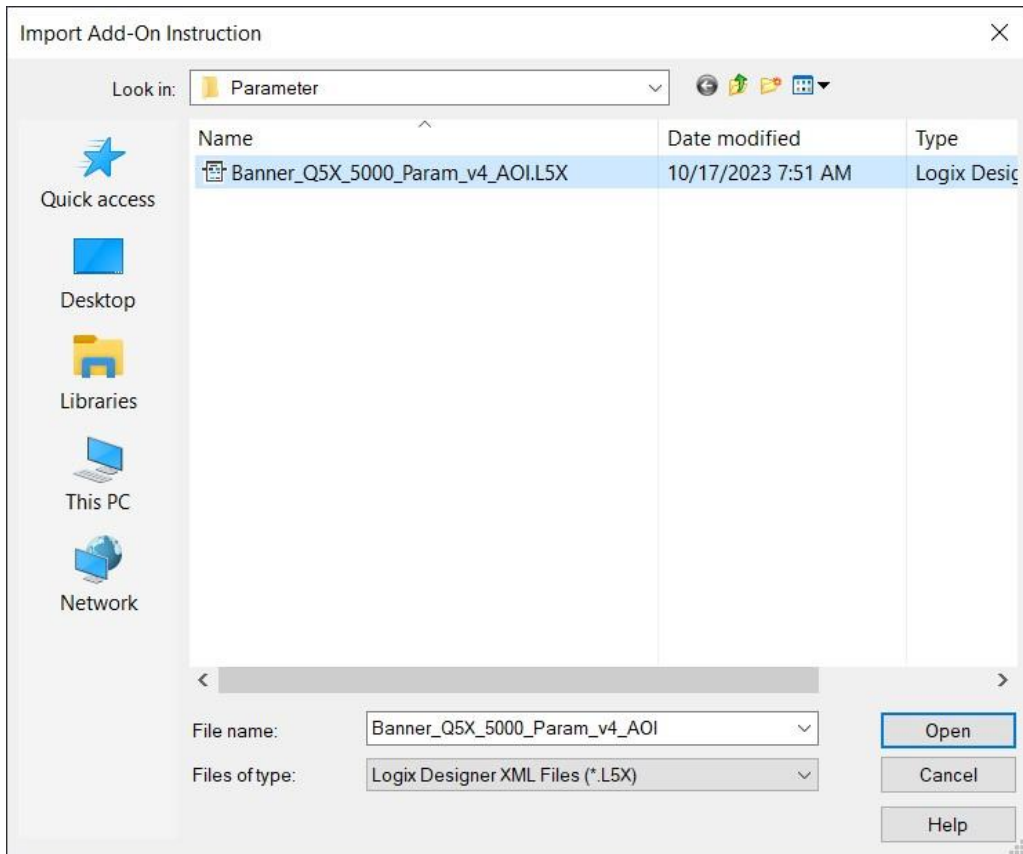 Import Add-On Instruction
Look in: Parameter
Name Date modified Type
Banner_Q5X_5000_Param_v4_AOI.L5X 10/17/2023 7:51 AM Logix Desig
Quick access
Desktop
Libraries
This PC
Network
File name: Banner_Q5X_5000_Param_v4_AOI Open
Files of type: Logix Designer XML Files (*.L5X) Cancel
Help